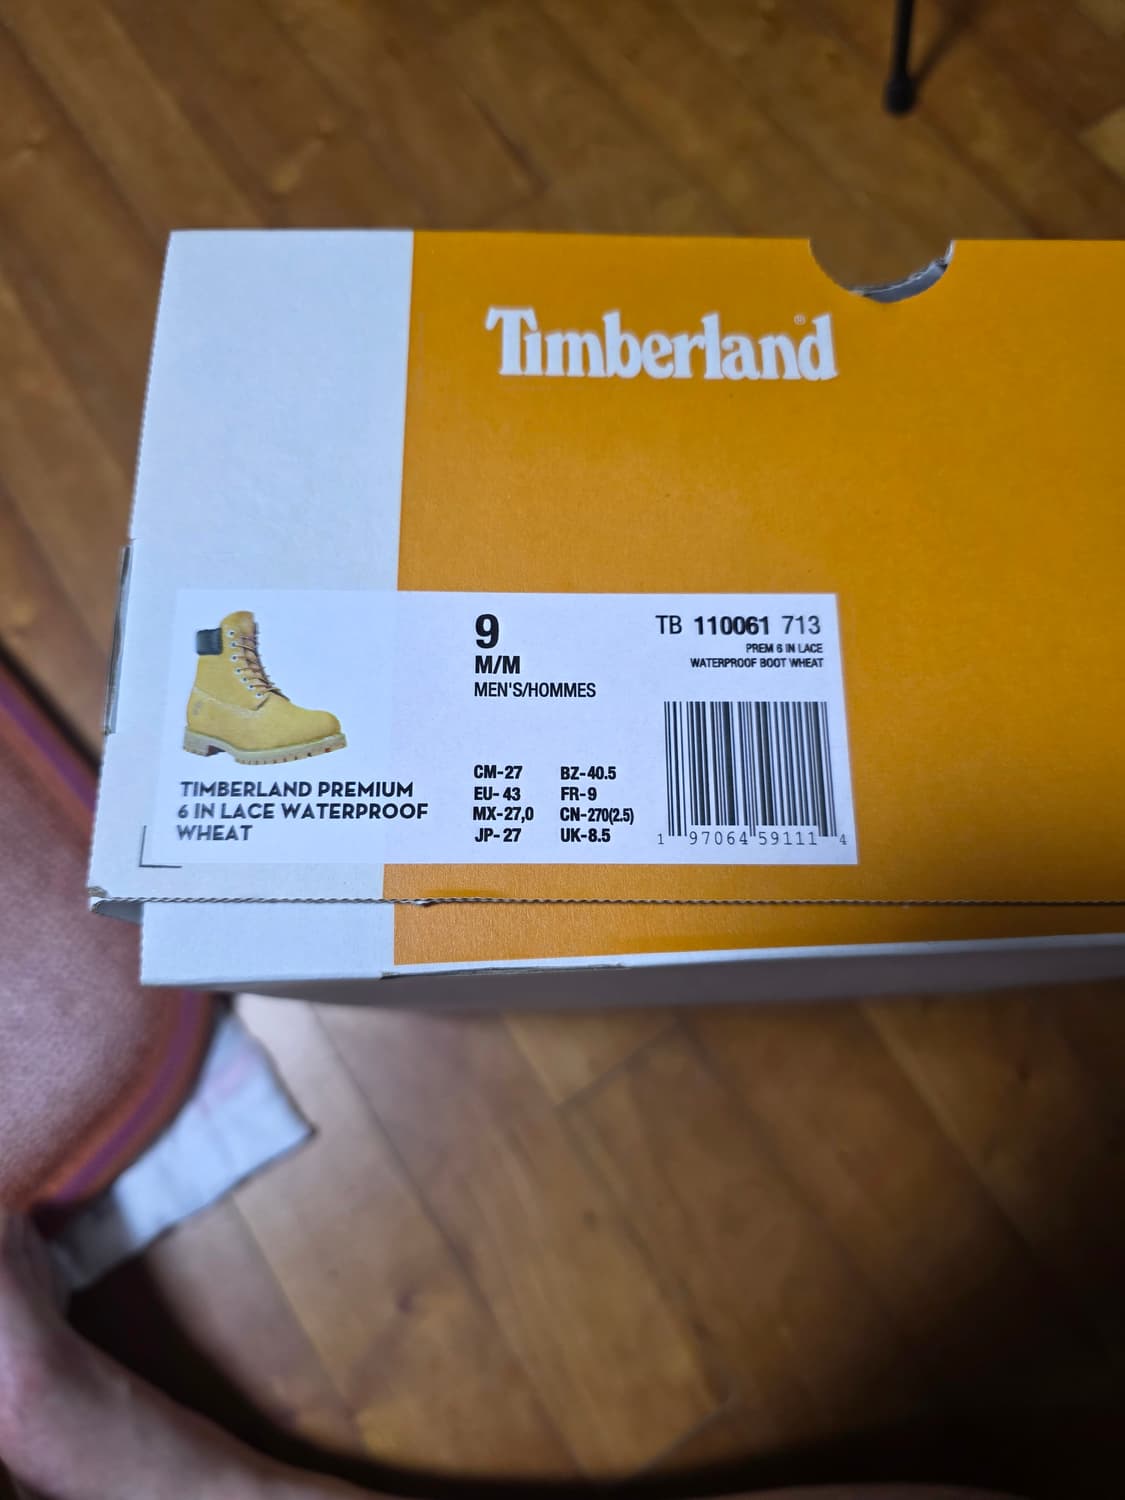 Timberland®
9
M/M
MEN'S/HOMMES
TB 110061 713
PREM 6 IN LACE
WATERPROOF BOOT WHEAT
TIMBERLAND PREMIUM
6 IN LACE WATERPROOF
WHEAT
CM-27 BZ-40.5
EU- 43 FR-9
MX-27,0 CN-270(2.5)
JP- 27 UK-8.5
1 97064 59111 4